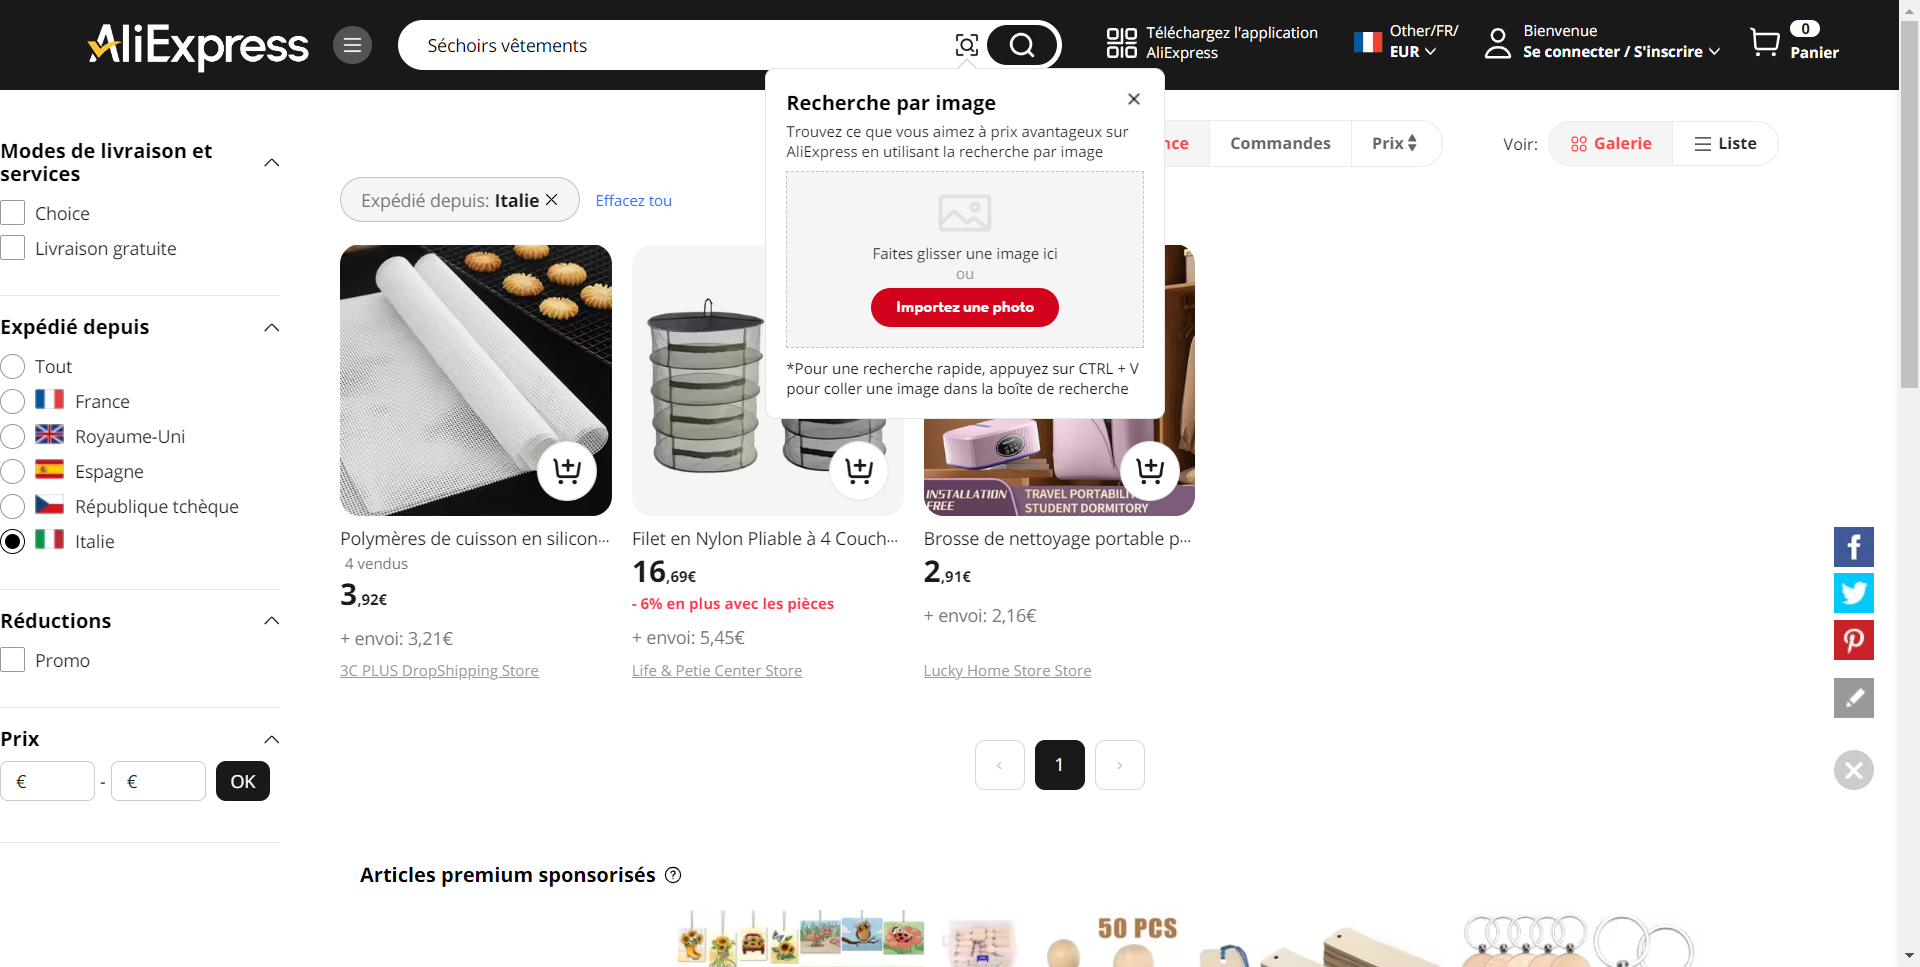 AliExpress
Séchoirs vêtements
Téléchargez l'application
AliExpress
Other/FR/
EUR
Bienvenue
Se connecter / S'inscrire
0
Panier
Recherche par image
Trouvez ce que vous aimez à prix avantageux sur
AliExpress en utilisant la recherche par image
Faites glisser une image ici
ou
Importez une photo
*Pour une recherche rapide, appuyez sur CTRL + V
pour coller une image dans la boîte de recherche
nce
Commandes
Prix
Voir:
Galerie
Liste
Modes de livraison et
services
Choice
Livraison gratuite
Expédié depuis
Tout
France
Royaume-Uni
Espagne
République tchèque
Italie
Réductions
Promo
Prix
€ - € OK
Expédié depuis: Italie
Effacez tou
Polymères de cuisson en silicon...
4 vendus
3,92€
+ envoi: 3,21€
3C PLUS DropShipping Store
Filet en Nylon Pliable à 4 Couch...
16,69€
- 6% en plus avec les pièces
+ envoi: 5,45€
Life & Petie Center Store
INSTALLATION
FREE
TRAVEL PORTABILI
STUDENT DORMITORY
Brosse de nettoyage portable p...
2,91€
+ envoi: 2,16€
Lucky Home Store Store
1
Articles premium sponsorisés
50 PCS